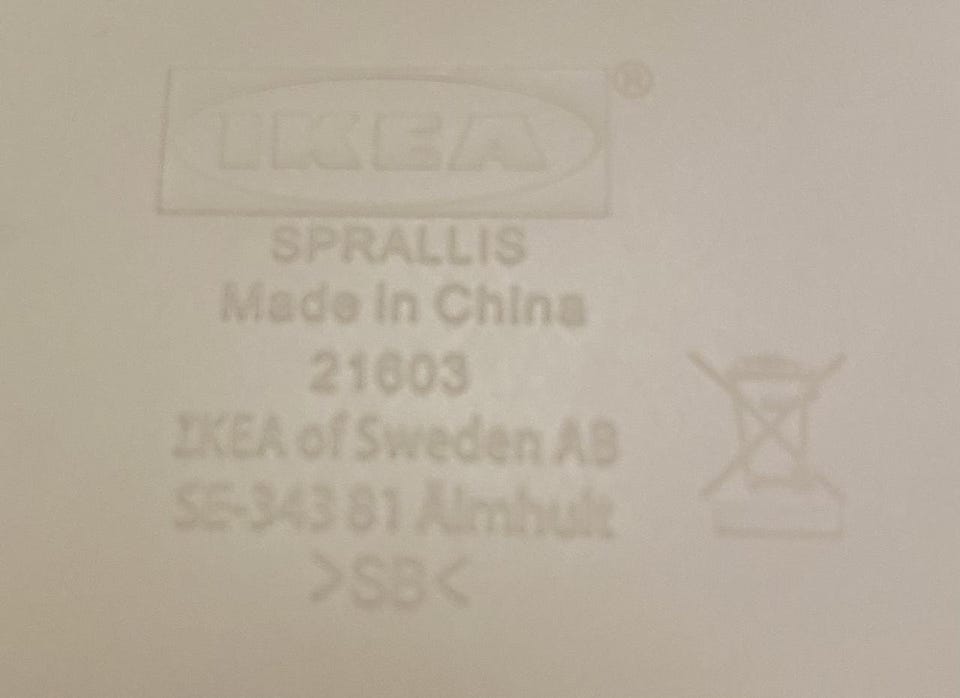 IKEA®
SPRALLIS
Made in China
21603
IKEA of Sweden AB
SE-343 81 Älmhult
>SB<